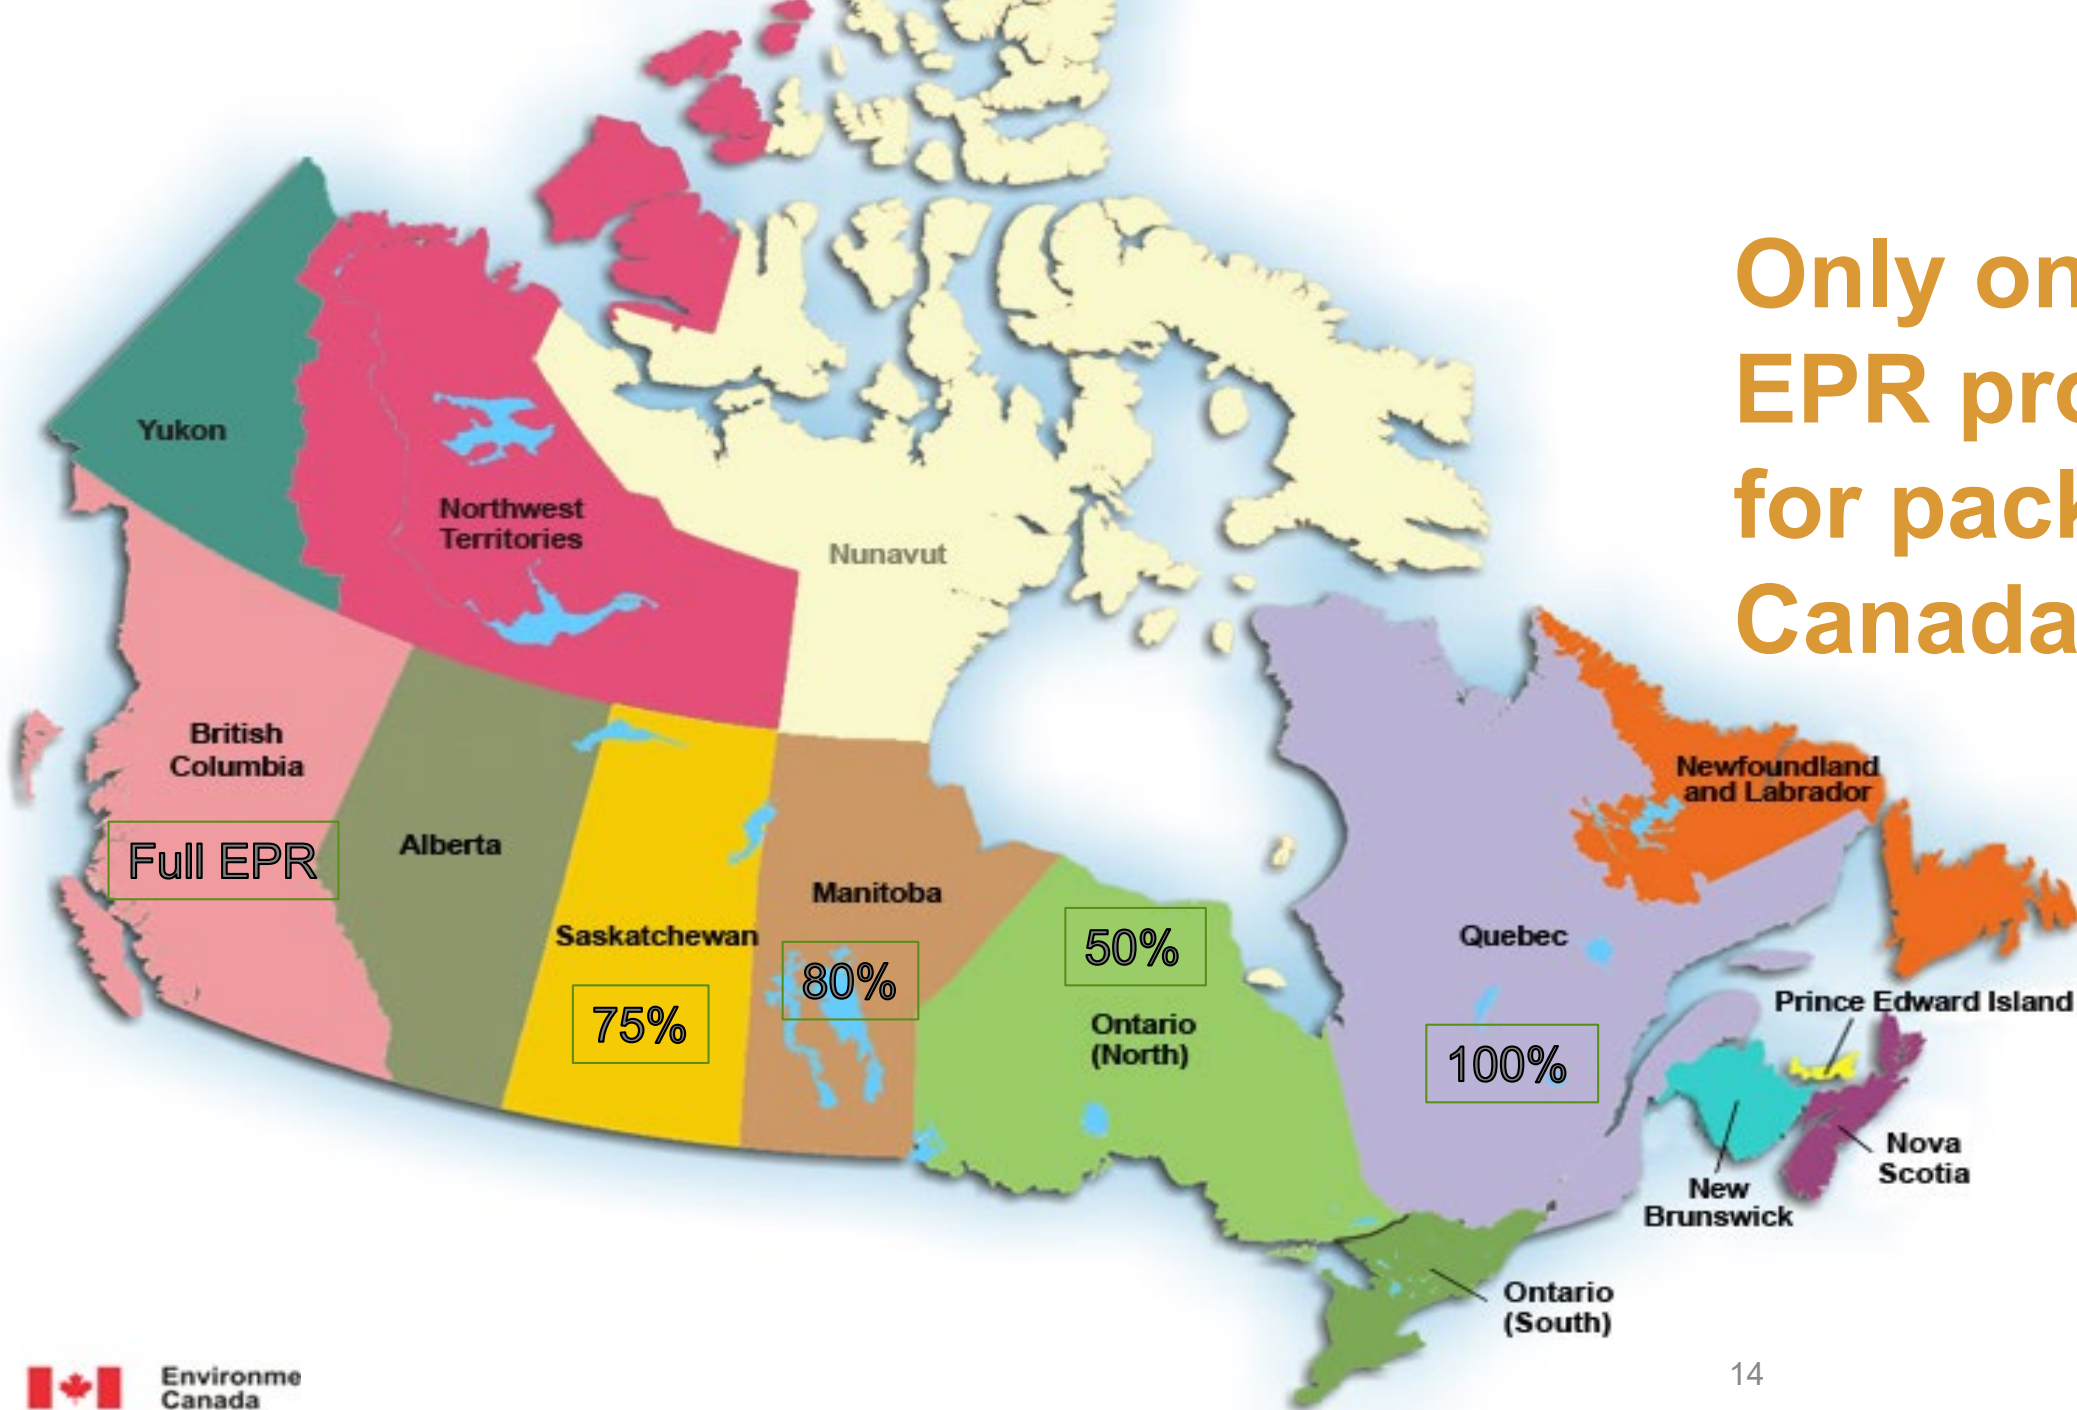 Only on
EPR pro
for pack
Canada
Yukon
Northwest
Territories
Nunavut
British
Columbia
Full EPR
Alberta
Saskatchewan
75%
Manitoba
80%
50%
Ontario
(North)
Quebec
100%
Newfoundland
and Labrador
Prince Edward Island
Nova
Scotia
New
Brunswick
Ontario
(South)
Environme
Canada
14